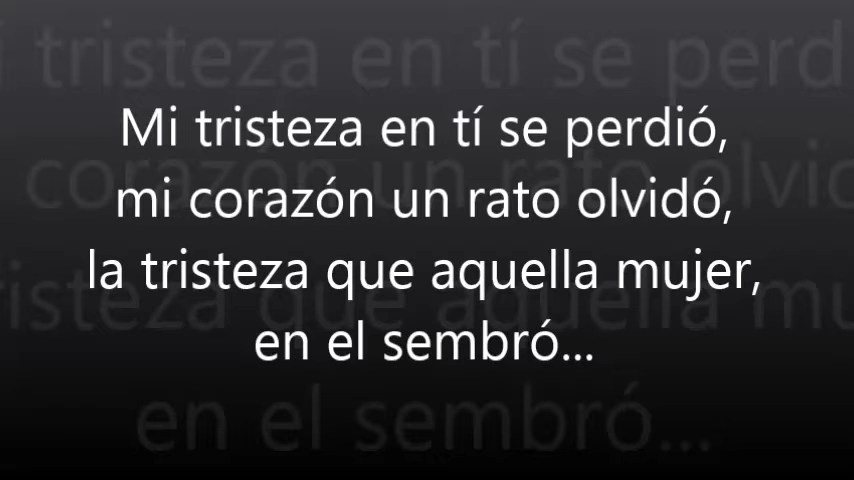 Mi tristeza en tí se perdió,
mi corazón un rato olvidó,
la tristeza que aquella mujer,
en el sembró...